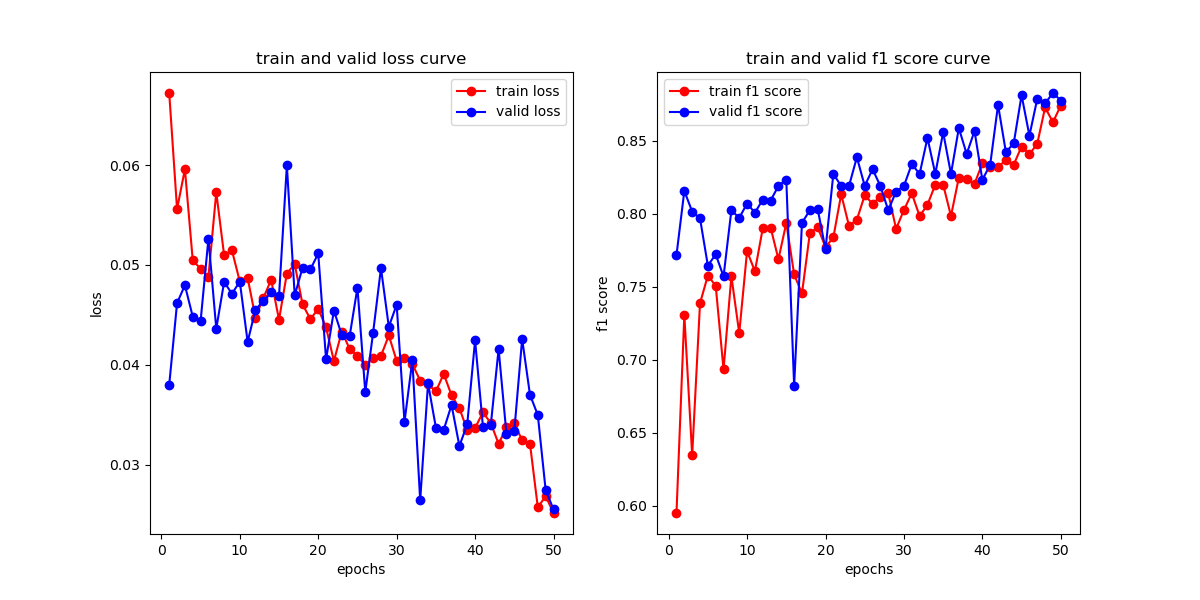 train and valid loss curve
train loss
valid loss
0.06
0.05
0.04
0.03
loss
0 10 20 30 40 50
epochs
train and valid f1 score curve
train f1 score
valid f1 score
0.85
0.80
0.75
0.70
0.65
0.60
f1 score
0 10 20 30 40 50
epochs